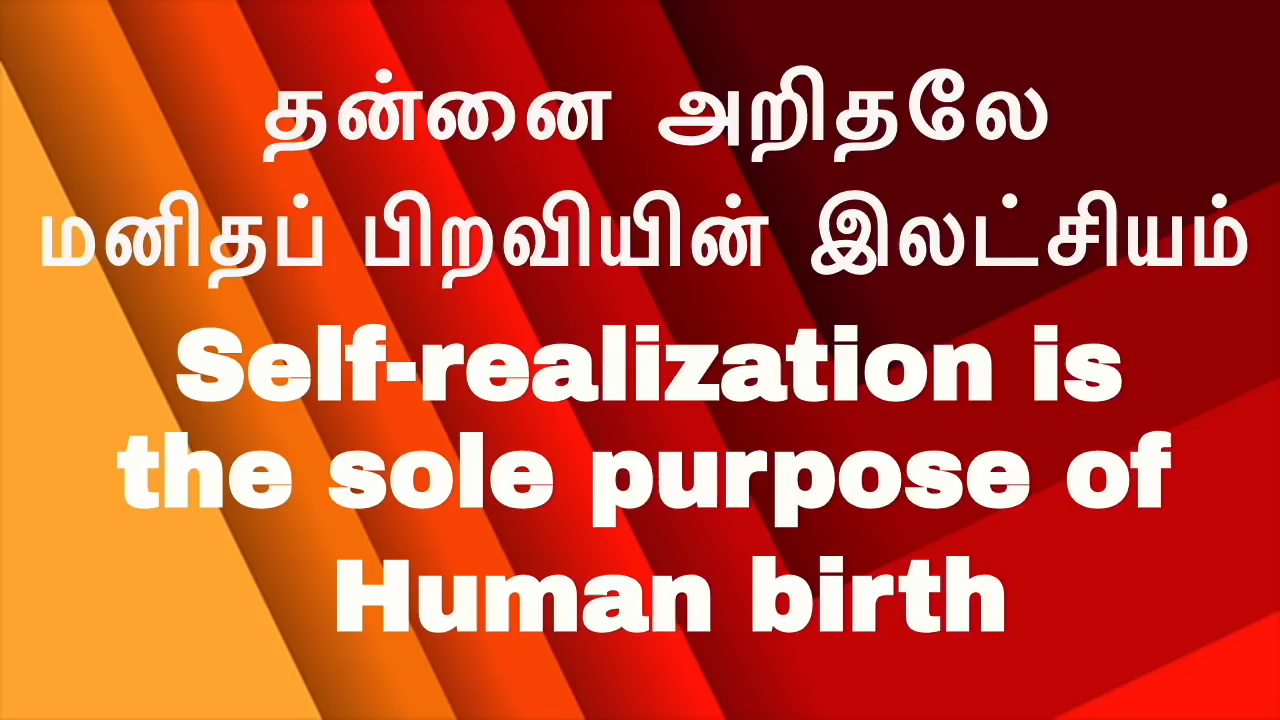 தன்னை அறிதலே
மனிதப் பிறவியின் இலட்சியம்
Self-realization is
the sole purpose of
Human birth